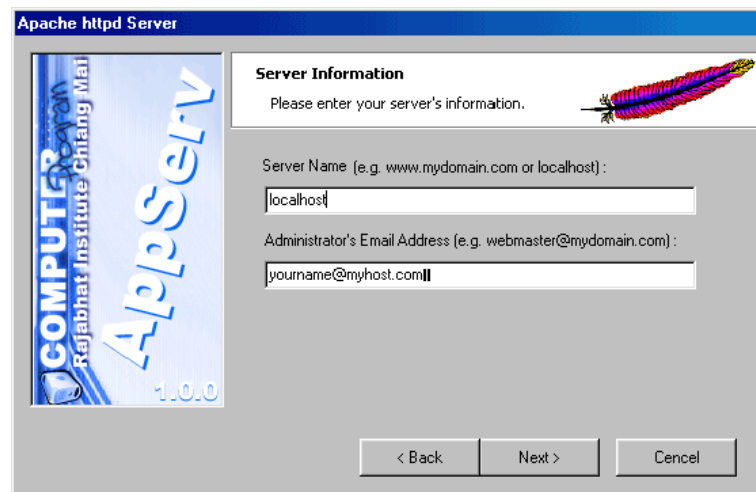 Apache httpd Server
COMPUTER
Program
Rajabhat Institute Chiang Mai
AppServ
1.0.0
Server Information
Please enter your server's information.
Server Name (e.g. www.mydomain.com or localhost) :
localhost
Administrator's Email Address (e.g. webmaster@mydomain.com) :
yourname@myhost.com
< Back
Next >
Cencel